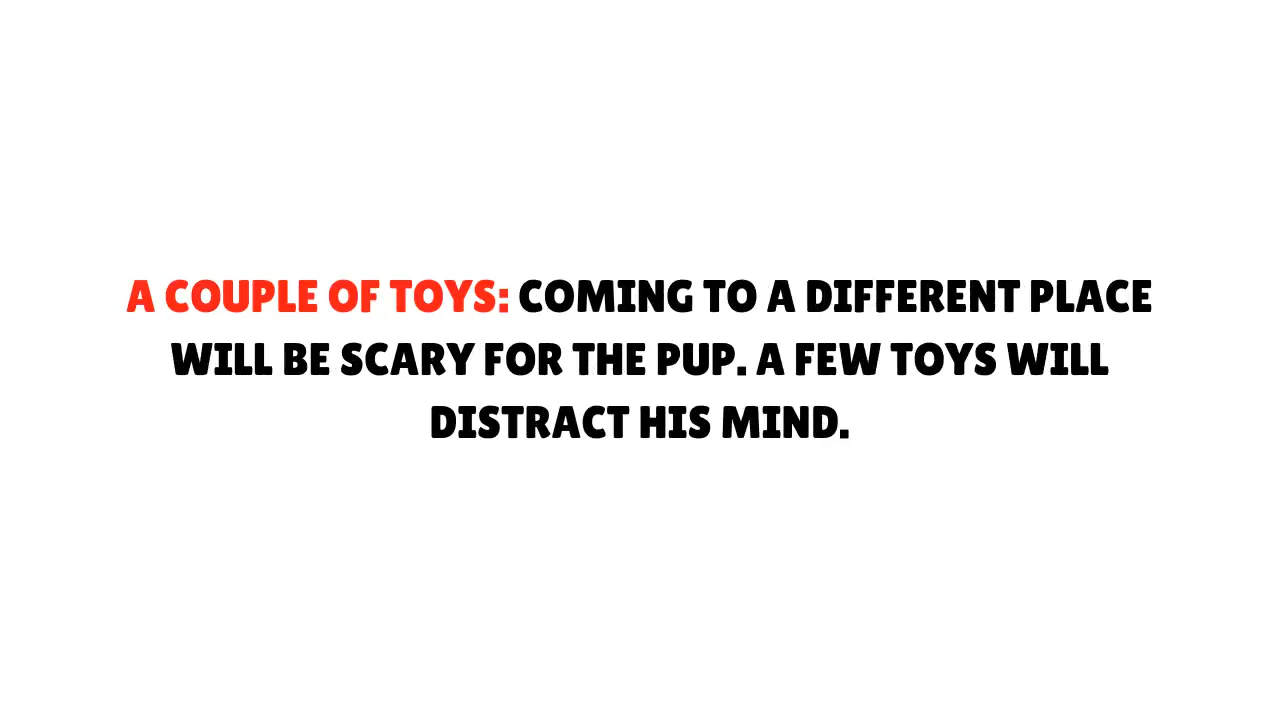 A COUPLE OF TOYS: COMING TO A DIFFERENT PLACE
WILL BE SCARY FOR THE PUP. A FEW TOYS WILL
DISTRACT HIS MIND.